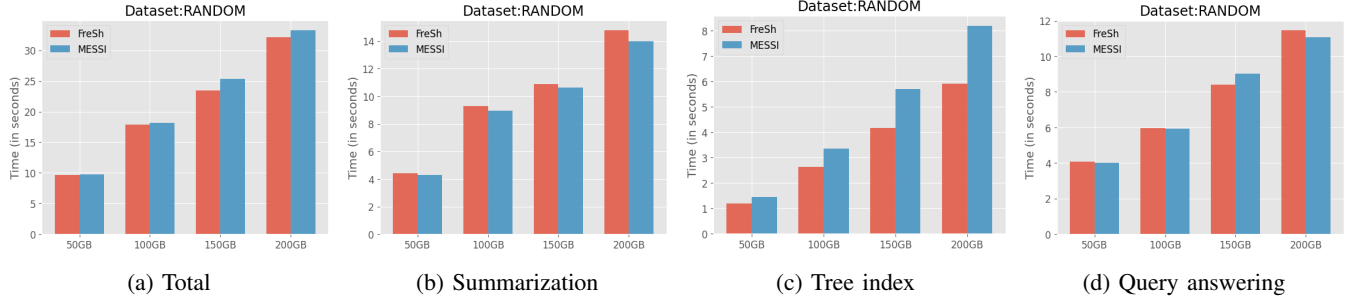 Dataset:RANDOM
FreSh
MESSI
Time (in seconds)
30
25
20
15
10
5
0
50GB 100GB 150GB 200GB
(a) Total
Dataset:RANDOM
FreSh
MESSI
Time (in seconds)
14
12
10
8
6
4
2
0
50GB 100GB 150GB 200GB
(b) Summarization
Dataset:RANDOM
FreSh
MESSI
Time (in seconds)
8
7
6
5
4
3
2
1
0
50GB 100GB 150GB 200GB
(c) Tree index
Dataset:RANDOM
FreSh
MESSI
Time (in seconds)
12
10
8
6
4
2
0
50GB 100GB 150GB 200GB
(d) Query answering